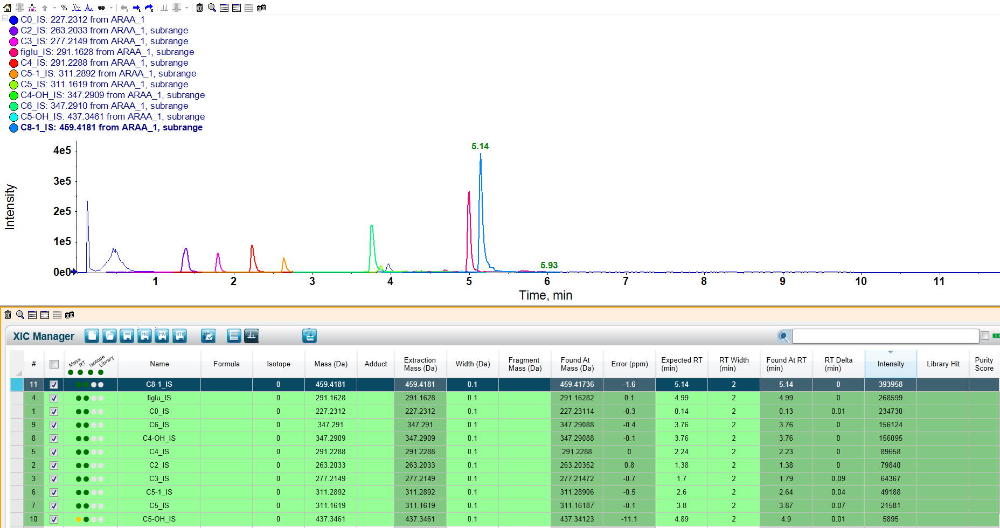 %
C0_IS: 227.2312 from ARAA_1
C2_IS: 263.2033 from ARAA_1, subrange
C3_IS: 277.2149 from ARAA_1, subrange
figlu_IS: 291.1628 from ARAA_1, subrange
C4_IS: 291.2288 from ARAA_1, subrange
C5-1_IS: 311.2892 from ARAA_1, subrange
C5_IS: 311.1619 from ARAA_1, subrange
C4-OH_IS: 347.2909 from ARAA_1, subrange
C6_IS: 347.2910 from ARAA_1, subrange
C5-OH_IS: 437.3461 from ARAA_1, subrange
C8-1_IS: 459.4181 from ARAA_1, subrange
5.14
4e5
3e5
2e5
1e5
0e0
Intensity
5.93
1 2 3 4 5 6 7 8 9 10 11
Time, min
XIC Manager MQ MV HTI
# Mass RT Isotope Library Name Formula Isotope Mass (Da) Adduct Extraction Mass (Da) Width (Da) Fragment Mass (Da) Found At Mass (Da) Error (ppm) Expected RT (min) RT Width (min) Found At RT (min) RT Delta (min) Intensity Library Hit Purity Score
11 C8-1_IS 0 459.4181 459.4181 0.1 459.41736 -1.6 5.14 2 5.14 0 393958
4 figlu_IS 0 291.1628 291.1628 0.1 291.16282 0.1 4.99 2 4.99 0 268599
1 C0_IS 0 227.2312 227.2312 0.1 227.23114 -0.3 0.14 2 0.13 0.01 234730
9 C6_IS 0 347.291 347.291 0.1 347.29088 -0.4 3.76 2 3.76 0 156124
8 C4-OH_IS 0 347.2909 347.2909 0.1 347.29088 -0.1 3.76 2 3.76 0 156095
5 C4_IS 0 291.2288 291.2288 0.1 291.2288 0 2.24 2 2.23 0 89658
2 C2_IS 0 263.2033 263.2033 0.1 263.20352 0.8 1.38 2 1.38 0 79840
3 C3_IS 0 277.2149 277.2149 0.1 277.21472 -0.7 1.7 2 1.79 0.09 64367
6 C5-1_IS 0 311.2892 311.2892 0.1 311.28906 -0.5 2.6 2 2.64 0.04 49188
7 C5_IS 0 311.1619 311.1619 0.1 311.16187 -0.1 3.8 2 3.87 0.07 21581
10 C5-OH_IS 0 437.3461 437.3461 0.1 437.34123 -11.1 4.89 2 4.9 0.01 5895